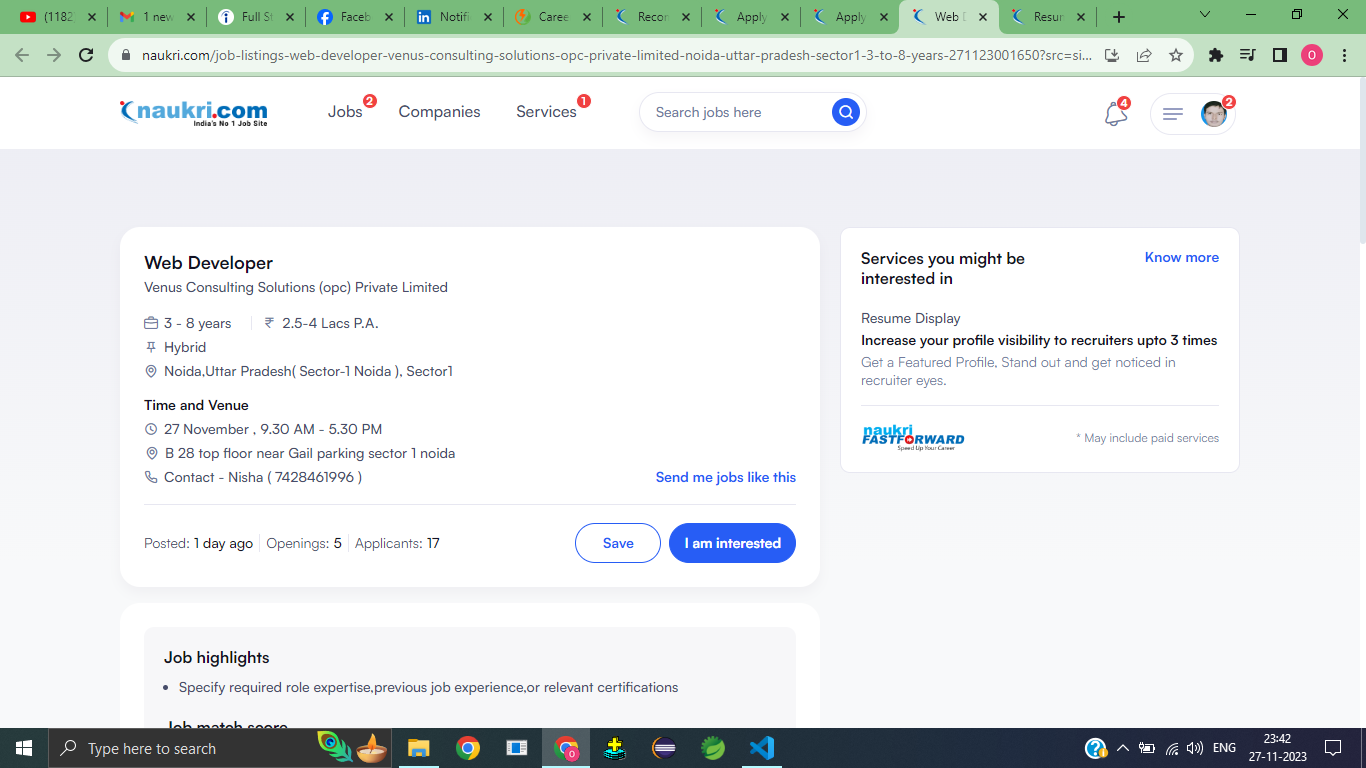 (1182
1 new
Full St
Faceb
Notifi
Caree
Recon
Apply
Apply
Web D
Resun
naukri.com/job-listings-web-developer-venus-consulting-solutions-opc-private-limited-noida-uttar-pradesh-sector1-3-to-8-years-271123001650?src=si...
O
naukri.com
India's No 1 Job Site
Jobs 2
Companies
Services 1
Search jobs here
4
2
Web Developer
Venus Consulting Solutions (opc) Private Limited
3 - 8 years
₹ 2.5-4 Lacs P.A.
Hybrid
Noida,Uttar Pradesh( Sector-1 Noida ), Sector1
Time and Venue
27 November , 9.30 AM - 5.30 PM
B 28 top floor near Gail parking sector 1 noida
Contact - Nisha ( 7428461996 )
Send me jobs like this
Posted: 1 day ago
Openings: 5
Applicants: 17
Save
I am interested
Services you might be
interested in
Know more
Resume Display
Increase your profile visibility to recruiters upto 3 times
Get a Featured Profile, Stand out and get noticed in
recruiter eyes.
naukri
FASTFORWARD
Speed Up Your Career
* May include paid services
Job highlights
Specify required role expertise,previous job experience,or relevant certifications
Job match score
Type here to search
ENG
23:42
27-11-2023